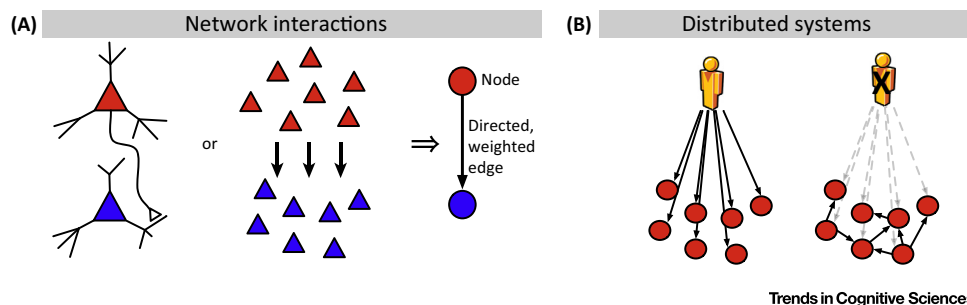 (A)
Network interactions
(B)
Distributed systems
Node
or
⇒
Directed,
weighted
edge
X
Trends in Cognitive Sciences